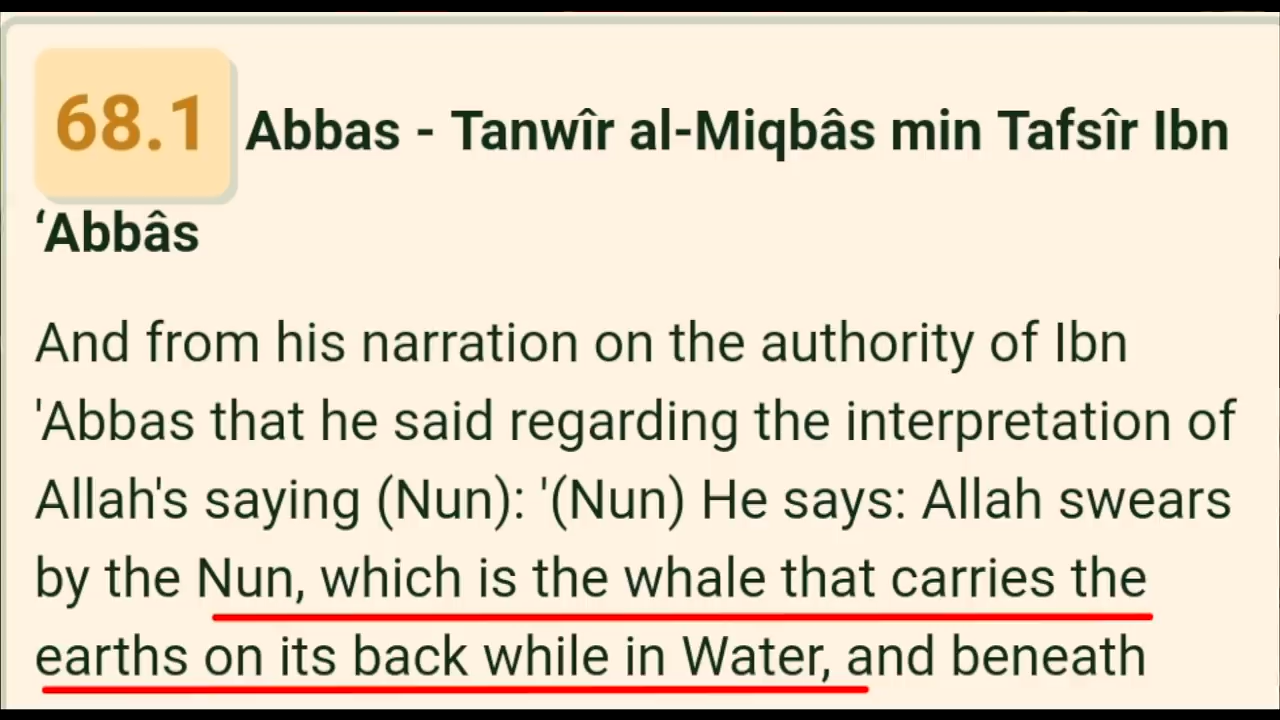 68.1 Abbas - Tanwîr al-Miqbâs min Tafsîr Ibn
‘Abbâs
And from his narration on the authority of Ibn
'Abbas that he said regarding the interpretation of
Allah's saying (Nun): '(Nun) He says: Allah swears
by the Nun, which is the whale that carries the
earths on its back while in Water, and beneath